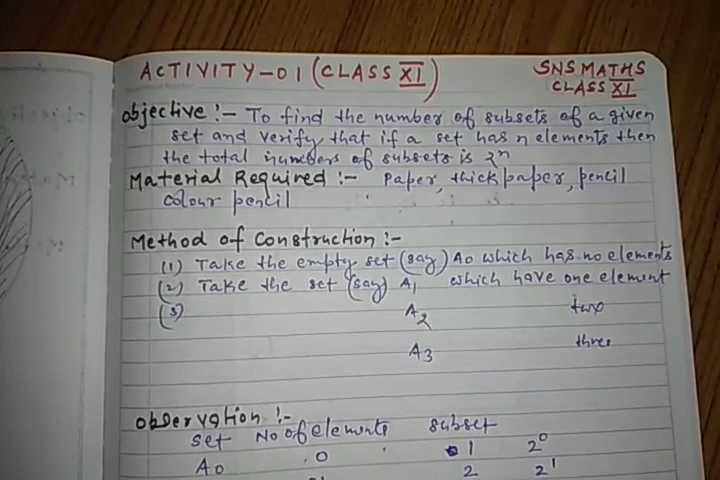 ACTIVITY-01 (CLASS XI)
SNS MATHS
CLASS XI
objective :- To find the number of subsets of a given
set and verify that if a set has n elements then
the total numbers of subsets is 2ⁿ
Material Required :- Paper, thick paper, pencil
colour pencil
Method of Construction :-
(1) Take the empty set (say) A0 which has no elements
(2) Take the set (say) A1 which have one element
(3) A2 two
A3 three
observation :-
set No of elements subset
A0 0 1 2⁰
2 2¹